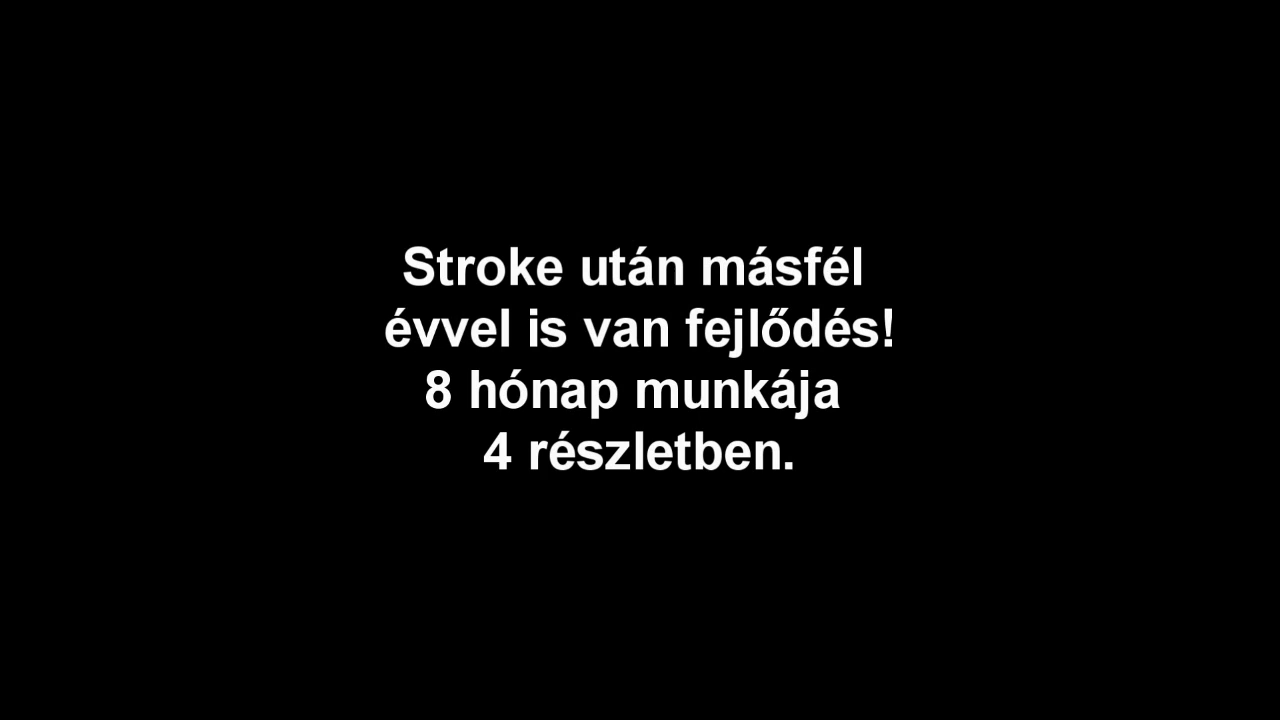 Stroke után másfél
évvel is van fejlődés!
8 hónap munkája
4 részletben.